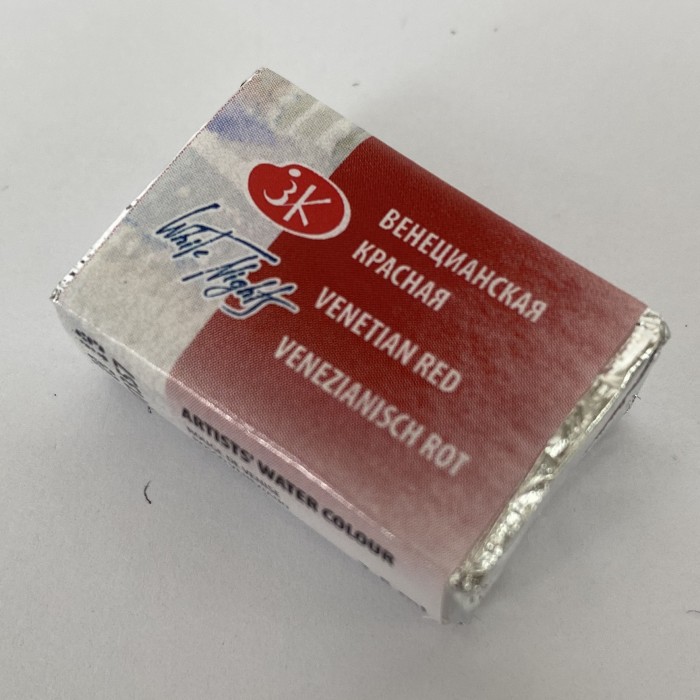 ЗК
White Nights
ВЕНЕЦИАНСКАЯ
КРАСНАЯ
VENETIAN RED
VENEZIANISCH ROT
ARTISTS' WATER COLOUR